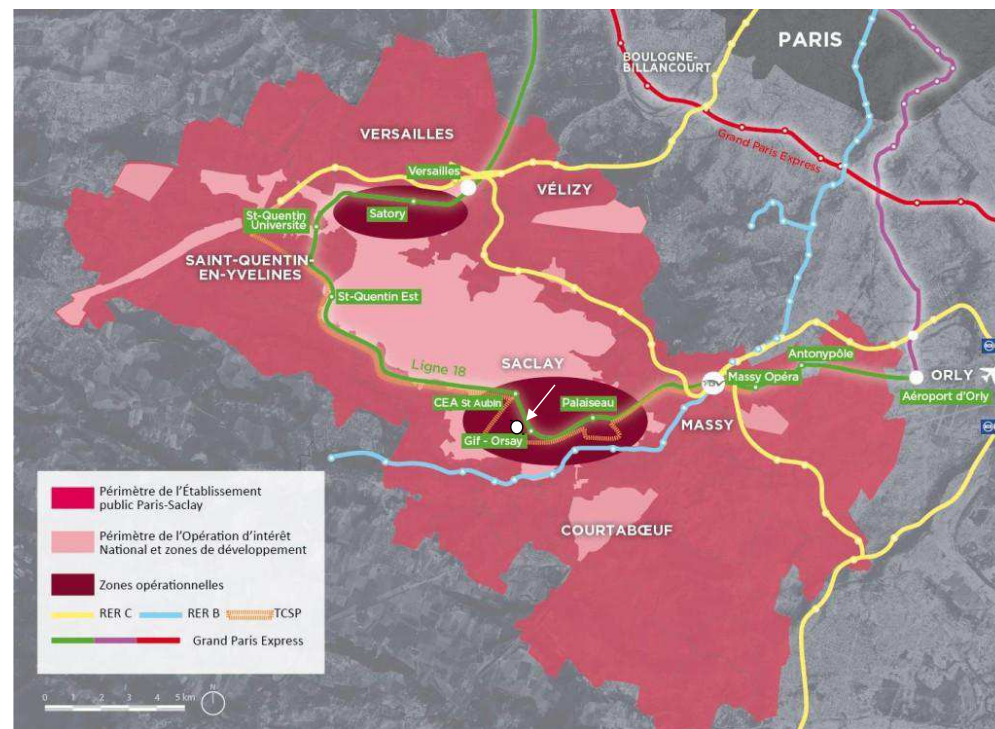 PARIS
BOULOGNE-
BILLANCOURT
Grand Paris Express
VERSAILLES
Versailles
VÉLIZY
St-Quentin
Université
Satory
SAINT-QUENTIN-
EN-YVELINES
St-Quentin Est
Ligne 18
SACLAY
CEA St Aubin
Palaiseau
Gif - Orsay
TGV
Massy Opéra
Antonypôle
MASSY
ORLY
Aéroport d'Orly
COURTABŒUF
Périmètre de l'Établissement
public Paris-Saclay
Périmètre de l'Opération d'intérêt
National et zones de développement
Zones opérationnelles
RER C RER B TCSP
Grand Paris Express
0 1 2 3 4 5 km
N